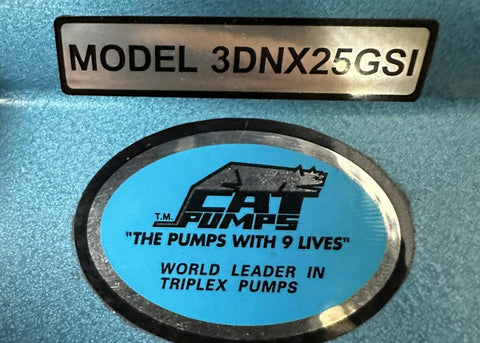 MODEL 3DNX25GSI
CAT
T.M. PUMPS
"THE PUMPS WITH 9 LIVES"
WORLD LEADER IN
TRIPLEX PUMPS